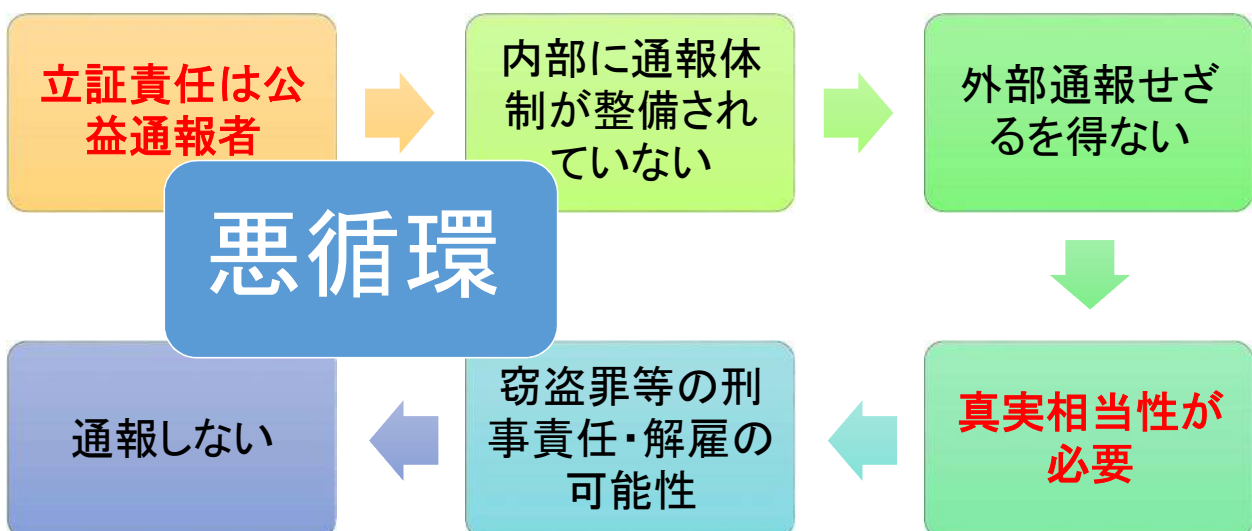 立証責任は公
益通報者
内部に通報体
制が整備され
ていない
外部通報せざ
るを得ない
悪循環
真実相当性が
必要
窃盗罪等の刑
事責任・解雇の
可能性
通報しない